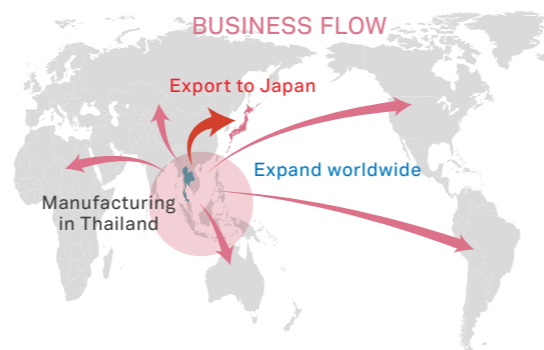 BUSINESS FLOW
Export to Japan
Expand worldwide
Manufacturing
in Thailand